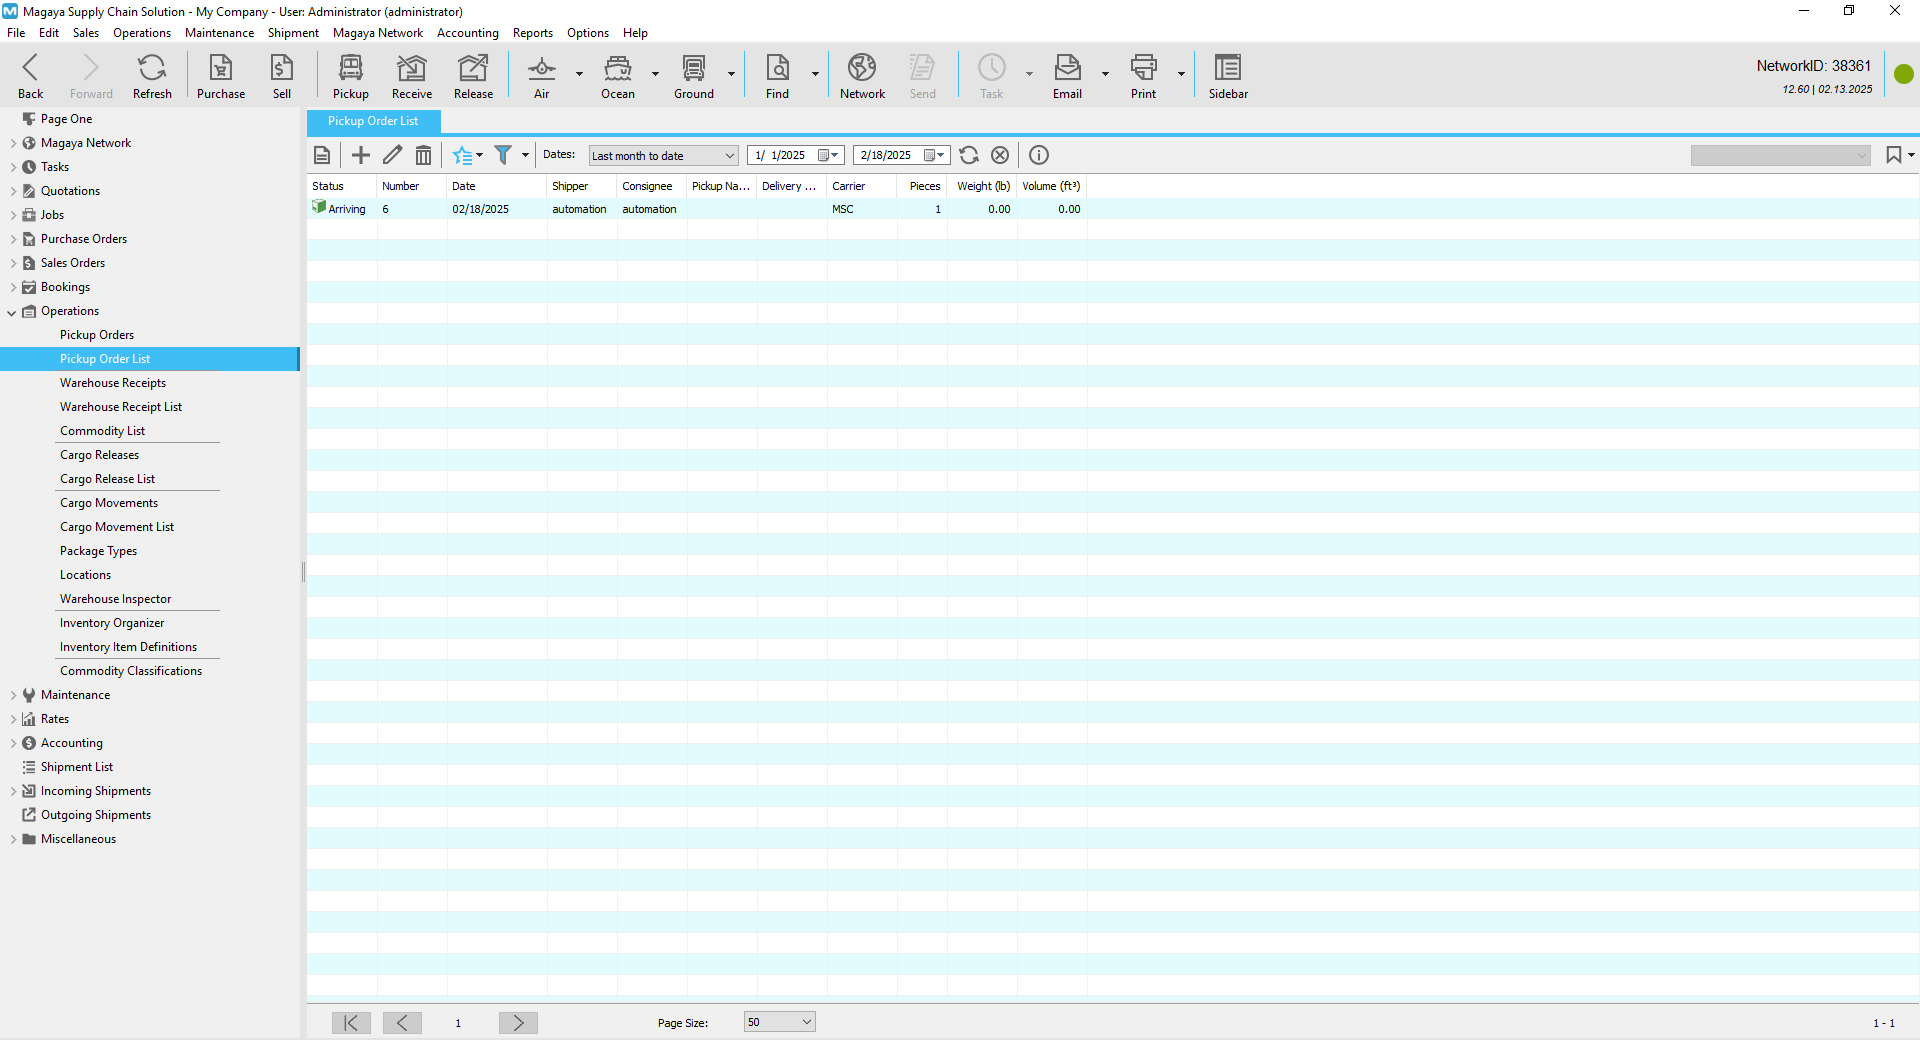 Magaya Supply Chain Solution - My Company - User: Administrator (administrator)
File Edit Sales Operations Maintenance Shipment Magaya Network Accounting Reports Options Help
Back Forward Refresh Purchase Sell Pickup Receive Release Air Ocean Ground Find Network Send Task Email Print Sidebar
NetworkID: 38361
12.60 | 02.13.2025
Page One
Magaya Network
Tasks
Quotations
Jobs
Purchase Orders
Sales Orders
Bookings
Operations
Pickup Orders
Pickup Order List
Warehouse Receipts
Warehouse Receipt List
Commodity List
Cargo Releases
Cargo Release List
Cargo Movements
Cargo Movement List
Package Types
Locations
Warehouse Inspector
Inventory Organizer
Inventory Item Definitions
Commodity Classifications
Maintenance
Rates
Accounting
Shipment List
Incoming Shipments
Outgoing Shipments
Miscellaneous
Pickup Order List
Dates: Last month to date 1/ 1/2025 2/18/2025
Status Number Date Shipper Consignee Pickup Na... Delivery ... Carrier Pieces Weight (lb) Volume (ft³)
Arriving 6 02/18/2025 automation automation MSC 1 0.00 0.00
1 Page Size: 50 1 - 1